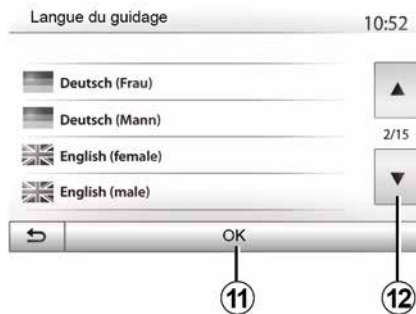 Langue du guidage
10:52
Deutsch (Frau)
Deutsch (Mann)
2/15
English (female)
English (male)
OK
11
12